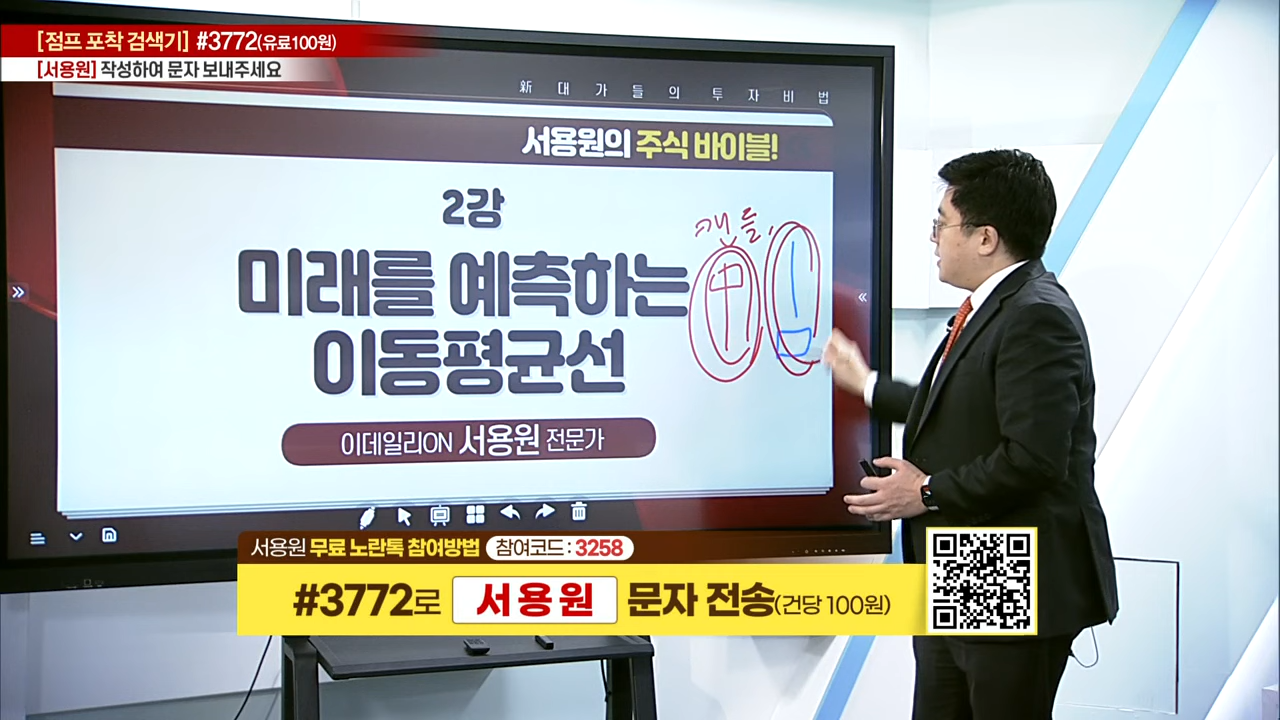 [점프 포착 검색기] #3772(유료100원)
[서용원] 작성하여 문자 보내주세요
新 대 가 들 의 투 자 비 법
서용원의 주식 바이블!
2강
캔들,
미래를 예측하는
이동평균선
이데일리ON 서용원 전문가
서용원 무료 노란톡 참여방법 참여코드 : 3258
#3772로 서용원 문자 전송(건당 100원)